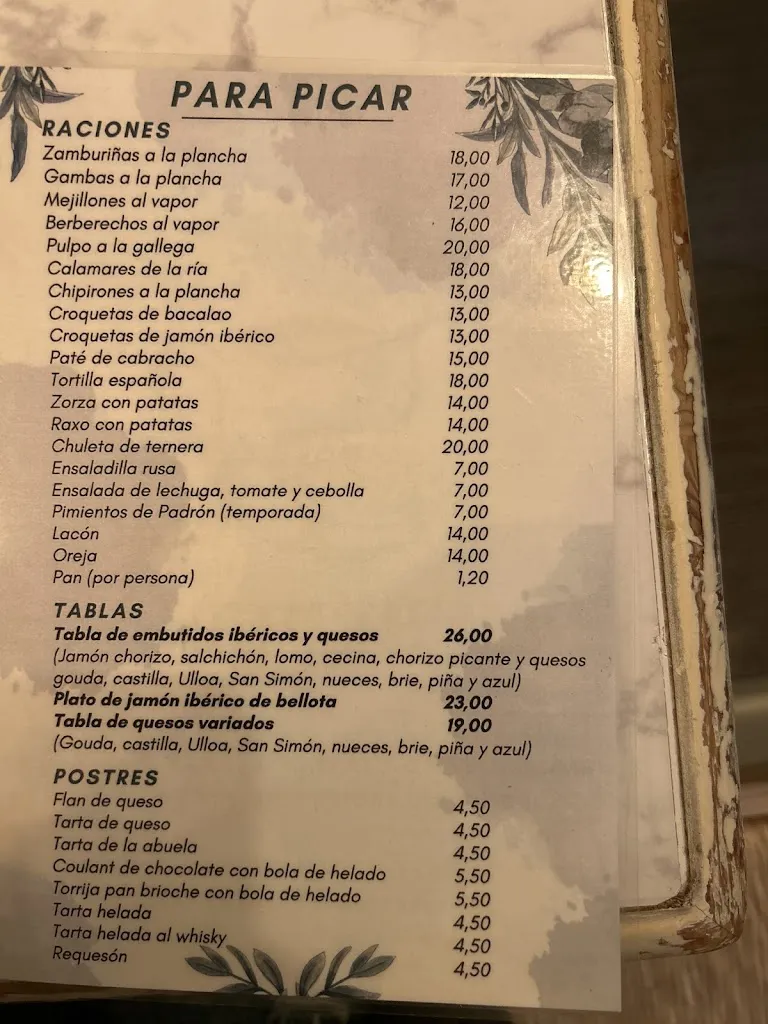 PARA PICAR
RACIONES
Zamburiñas a la plancha 18,00
Gambas a la plancha 17,00
Mejillones al vapor 12,00
Berberechos al vapor 16,00
Pulpo a la gallega 20,00
Calamares de la ría 18,00
Chipirones a la plancha 13,00
Croquetas de bacalao 13,00
Croquetas de jamón ibérico 13,00
Paté de cabracho 15,00
Tortilla española 18,00
Zorza con patatas 14,00
Raxo con patatas 14,00
Chuleta de ternera 20,00
Ensaladilla rusa 7,00
Ensalada de lechuga, tomate y cebolla 7,00
Pimientos de Padrón (temporada) 7,00
Lacón 14,00
Oreja 14,00
Pan (por persona) 1,20
TABLAS
Tabla de embutidos ibéricos y quesos 26,00
(Jamón chorizo, salchichón, lomo, cecina, chorizo picante y quesos
gouda, castilla, Ulloa, San Simón, nueces, brie, piña y azul)
Plato de jamón ibérico de bellota 23,00
Tabla de quesos variados 19,00
(Gouda, castilla, Ulloa, San Simón, nueces, brie, piña y azul)
POSTRES
Flan de queso 4,50
Tarta de queso 4,50
Tarta de la abuela 4,50
Coulant de chocolate con bola de helado 5,50
Torrija pan brioche con bola de helado 5,50
Tarta helada 4,50
Tarta helada al whisky 4,50
Requesón 4,50